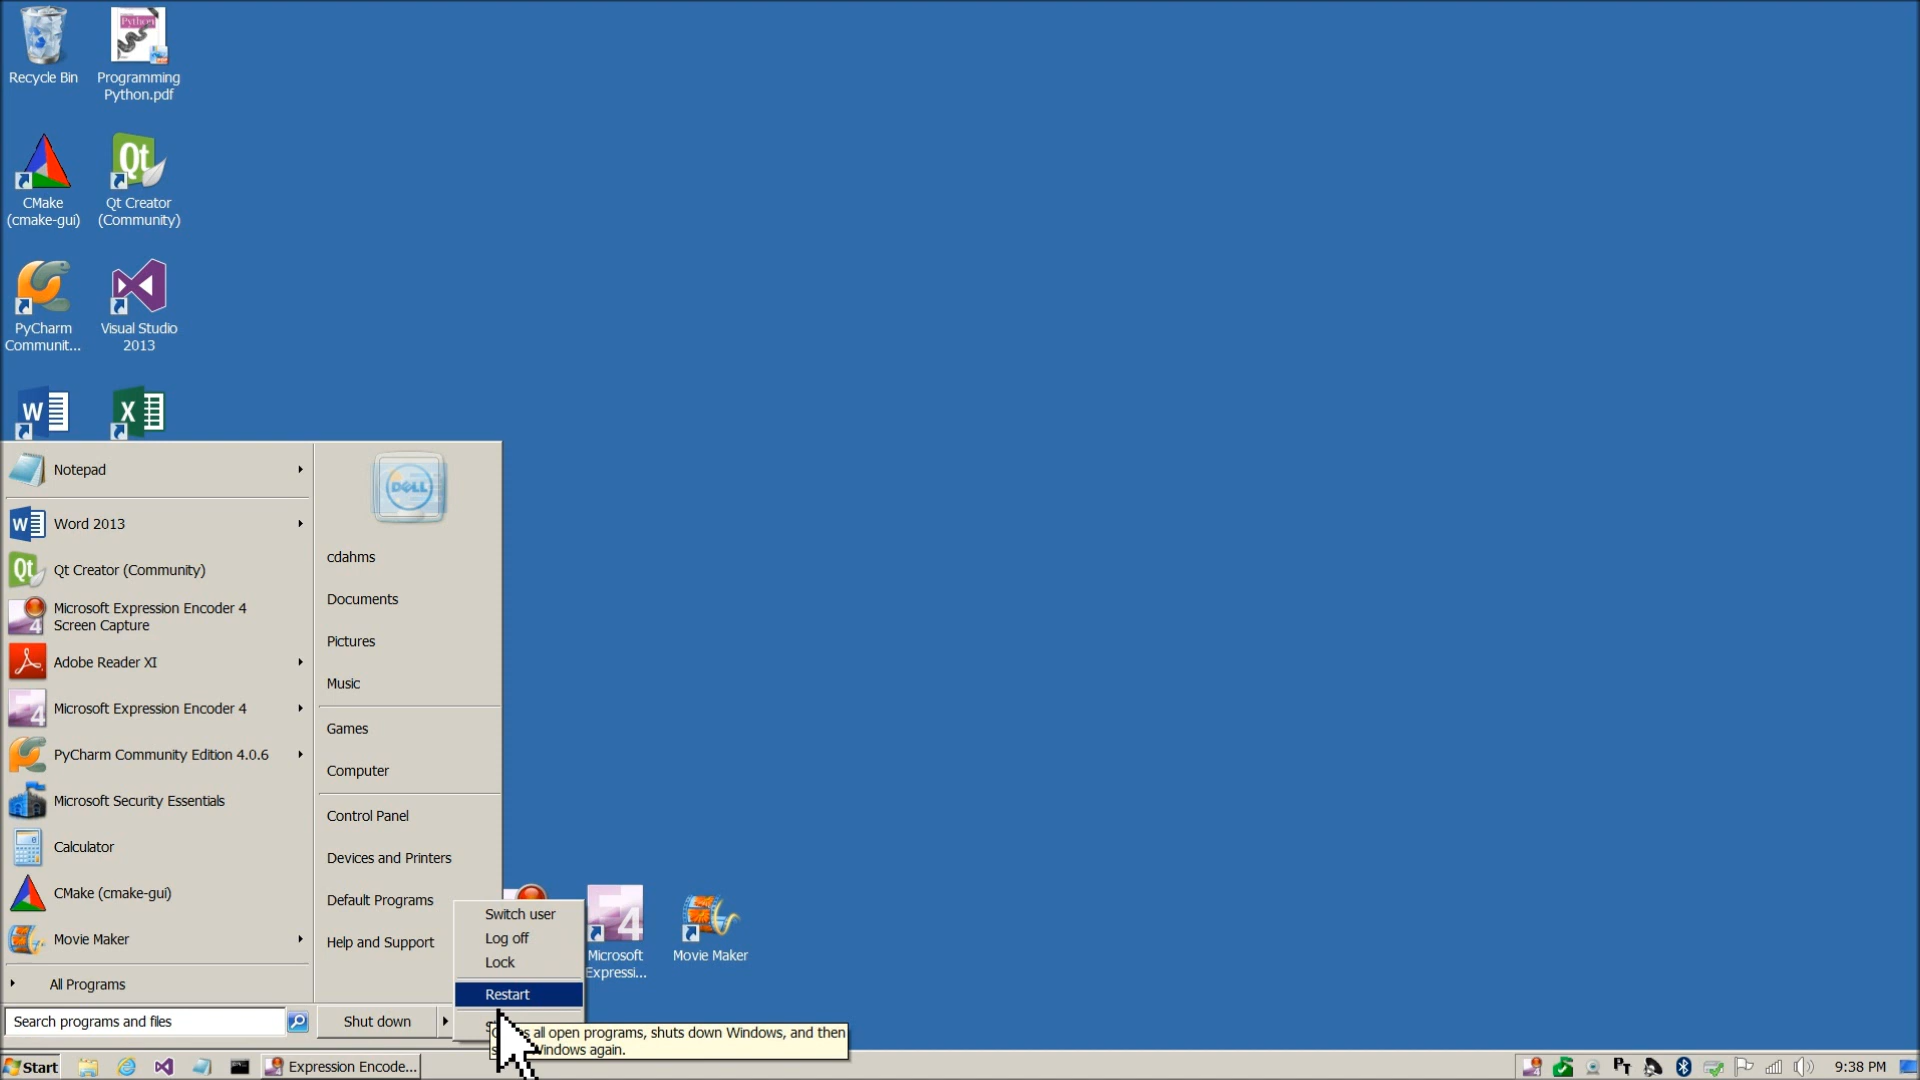 Recycle Bin
Programming
Python.pdf
CMake
(cmake-gui)
Qt Creator
(Community)
PyCharm
Communit...
Visual Studio
2013
Notepad
Word 2013
Qt Creator (Community)
Microsoft Expression Encoder 4
Screen Capture
Adobe Reader XI
Microsoft Expression Encoder 4
PyCharm Community Edition 4.0.6
Microsoft Security Essentials
Calculator
CMake (cmake-gui)
Movie Maker
All Programs
Search programs and files
DELL
cdahms
Documents
Pictures
Music
Games
Computer
Control Panel
Devices and Printers
Default Programs
Help and Support
Shut down
Switch user
Log off
Lock
Restart
all open programs, shuts down Windows, and then
Windows again.
Microsoft
Expressi...
Movie Maker
Start
Expression Encode...
9:38 PM